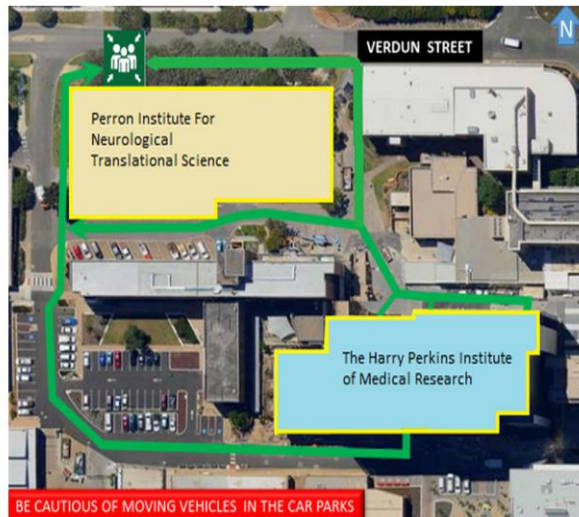 VERDUN STREET
N
Perron Institute For
Neurological
Translational Science
The Harry Perkins Institute
of Medical Research
BE CAUTIOUS OF MOVING VEHICLES IN THE CAR PARKS